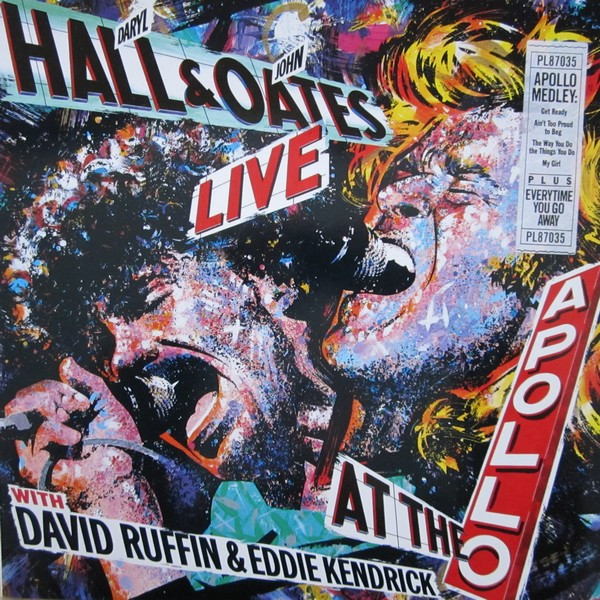 DARYL
HALL & OATES
JOHN
LIVE
PL87035
APOLLO
MEDLEY:
Get Ready
Ain't Too Proud
to Beg
The Way You Do
the Things You Do
My Girl
PLUS
EVERYTIME
YOU GO
AWAY
PL87035
AT THE
APOLLO
WITH
DAVID RUFFIN & EDDIE KENDRICK